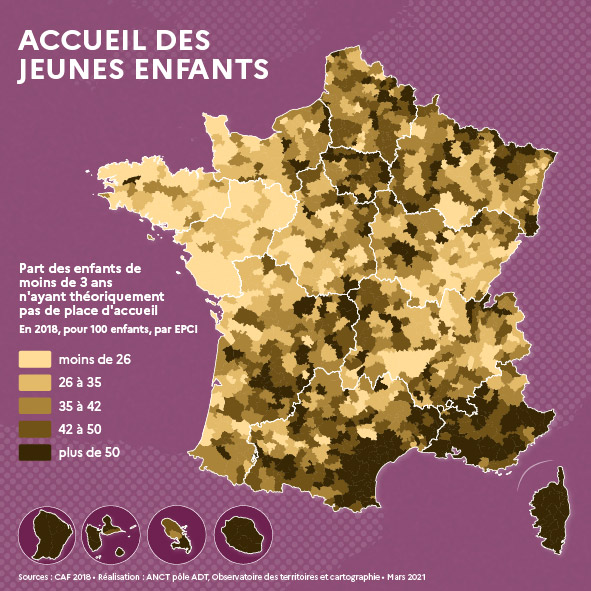 ACCUEIL DES
JEUNES ENFANTS
Part des enfants de
moins de 3 ans
n'ayant théoriquement
pas de place d'accueil
En 2018, pour 100 enfants, par EPCI
moins de 26
26 à 35
35 à 42
42 à 50
plus de 50
Sources : CAF 2018 • Réalisation : ANCT pôle ADT, Observatoire des territoires et cartographie • Mars 2021